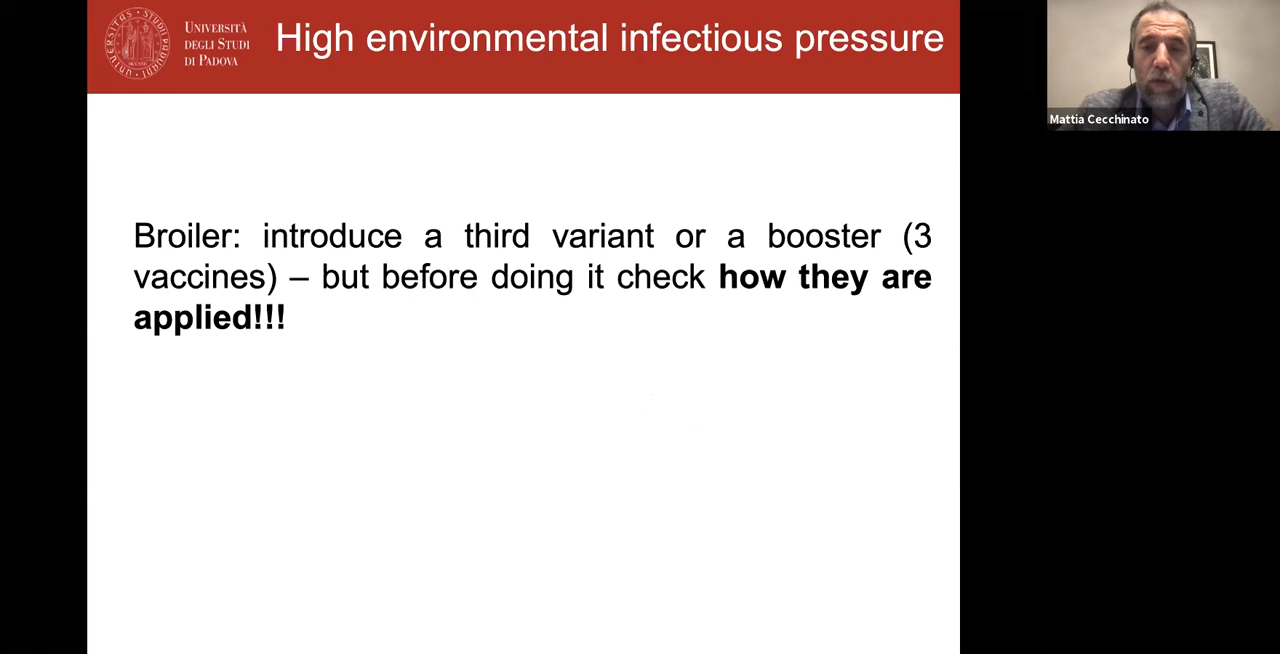 UNIVERSITÀ
DEGLI STUDI
DI PADOVA
High environmental infectious pressure
Mattia Cecchinato
Broiler: introduce a third variant or a booster (3
vaccines) – but before doing it check how they are
applied!!!